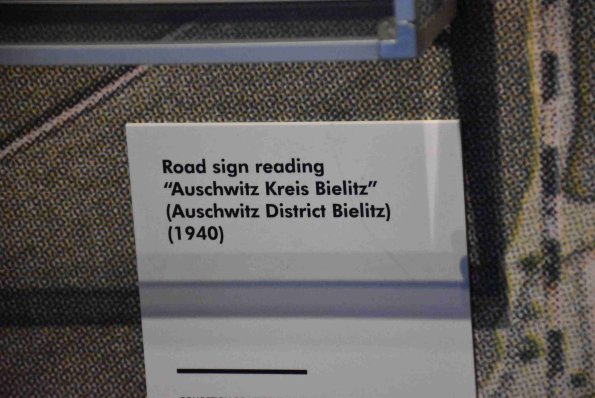 Road sign reading
“Auschwitz Kreis Bielitz”
(Auschwitz District Bielitz)
(1940)